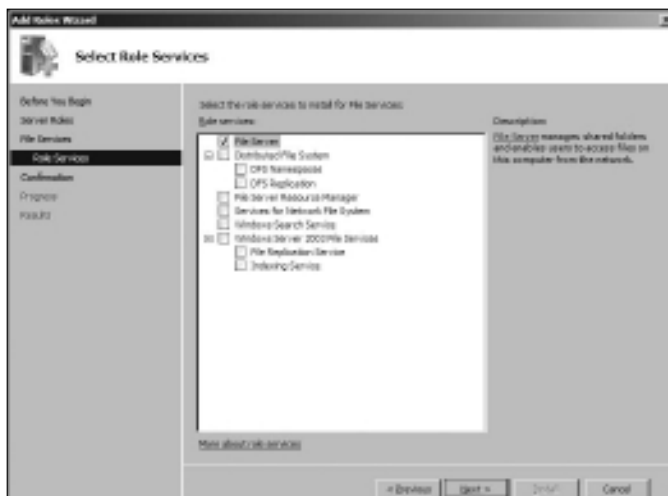 Add Roles Wizard
Select Role Services
Before You Begin
Server Roles
File Services
Role Services
Confirmation
Progress
Results
Select the role services to install for File Services:
Role services:
File Server
Distributed File System
DFS Namespace
DFS Replication
File Server Resource Manager
Services for Network File System
Windows Search Service
Windows Server 2003 File Services
File Replication Service
Indexing Service
Description:
File Server manages shared folders
and enables users to access files on
this computer from the network.
More about role services
< Previous
Next >
Install
Cancel